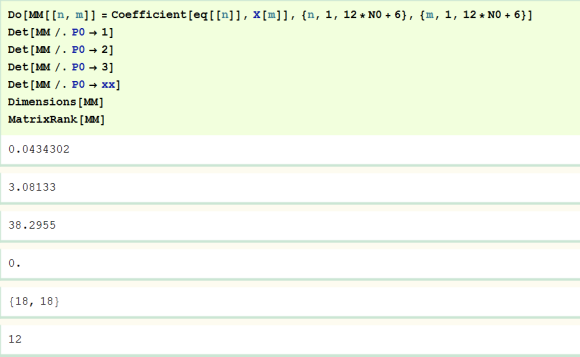 Do[MM[[n, m]] = Coefficient[eq[[n]], X[m]], {n, 1, 12*N0+6}, {m, 1, 12*N0+6}]
Det[MM /. P0 → 1]
Det[MM /. P0 → 2]
Det[MM /. P0 → 3]
Det[MM /. P0 → xx]
Dimensions[MM]
MatrixRank[MM]
0.0434302
3.08133
38.2955
0.
{18, 18}
12